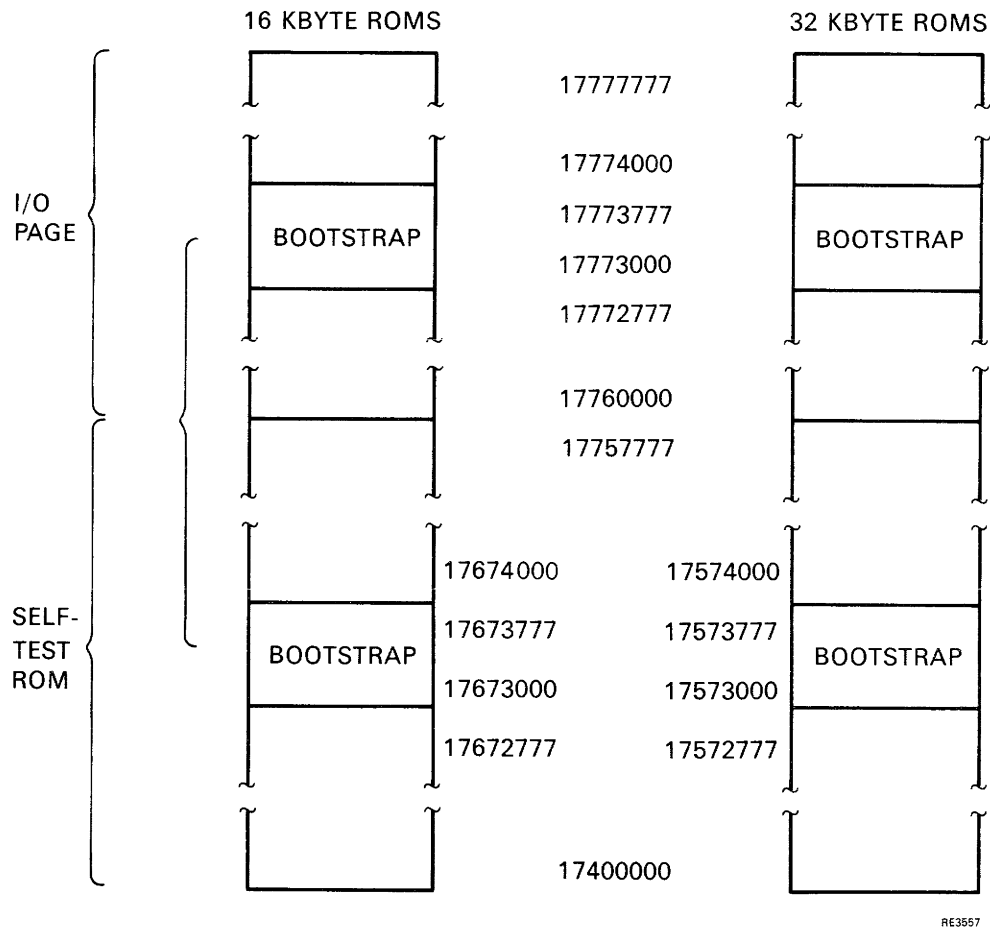 16 KBYTE ROMS 32 KBYTE ROMS
17777777
17774000
I/O
PAGE
17773777
BOOTSTRAP
BOOTSTRAP
17773000
17772777
17760000
17757777
17674000 17574000
SELF-
TEST
ROM
17673777 17573777
BOOTSTRAP
BOOTSTRAP
17673000 17573000
17672777 17572777
17400000
RE3557